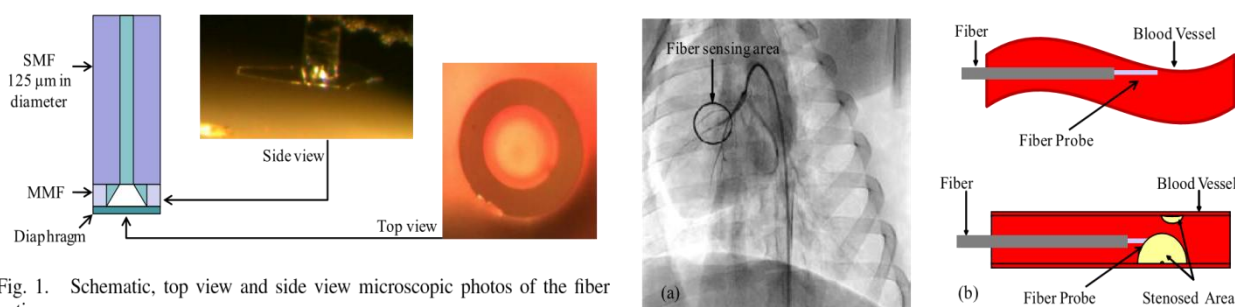 SMF
125 µm in
diameter
Side view
MMF
Diaphragm
Top view
Fig. 1. Schematic, top view and side view microscopic photos of the fiber
Fiber sensing area
(a)
Fiber
Blood Vessel
Fiber Probe
Blood Vessel
Fiber
Fiber Probe
Stenosed Area
(b)